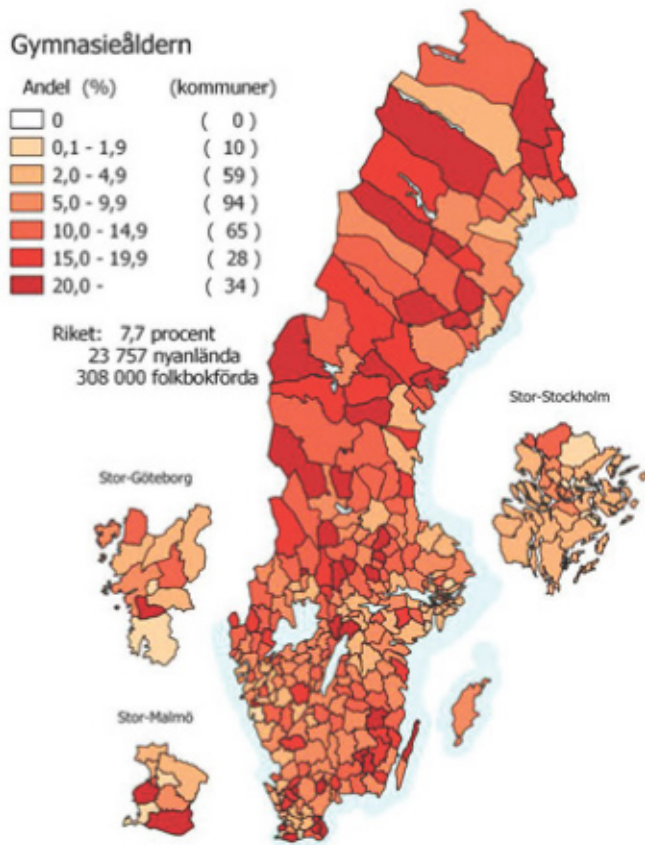 Gymnasieåldern
Andel (%) (kommuner)
0 ( 0)
0,1 - 1,9 ( 10)
2,0 - 4,9 ( 59)
5,0 - 9,9 ( 94)
10,0 - 14,9 ( 65)
15,0 - 19,9 ( 28)
20,0 - ( 34)
Riket: 7,7 procent
23 757 nyanlända
308 000 folkbokförda
Stor-Stockholm
Stor-Göteborg
Stor-Malmö